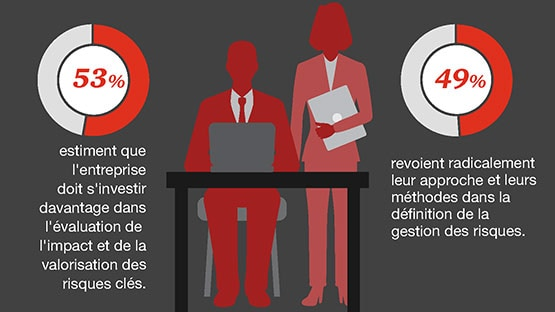 53%
estiment que
l'entreprise
doit s'investir
davantage dans
l'évaluation de
l'impact et de la
valorisation des
risques clés.
49%
revoient radicalement
leur approche et leurs
méthodes dans la
définition de la
gestion des risques.